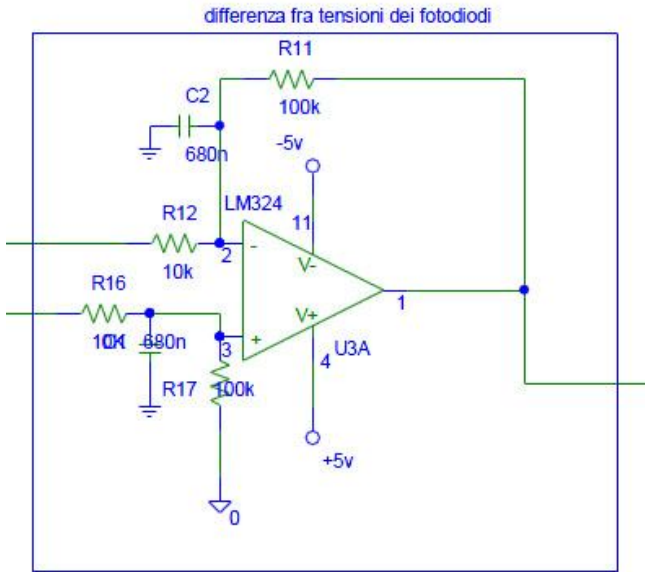 differenza fra tensioni dei fotodiodi
R11
100k
C2
680n
-5v
LM324
R12
10k
11
2
-
V-
R16
1
V+
+
3
680n
U3A
4
R17
100k
+5v
0